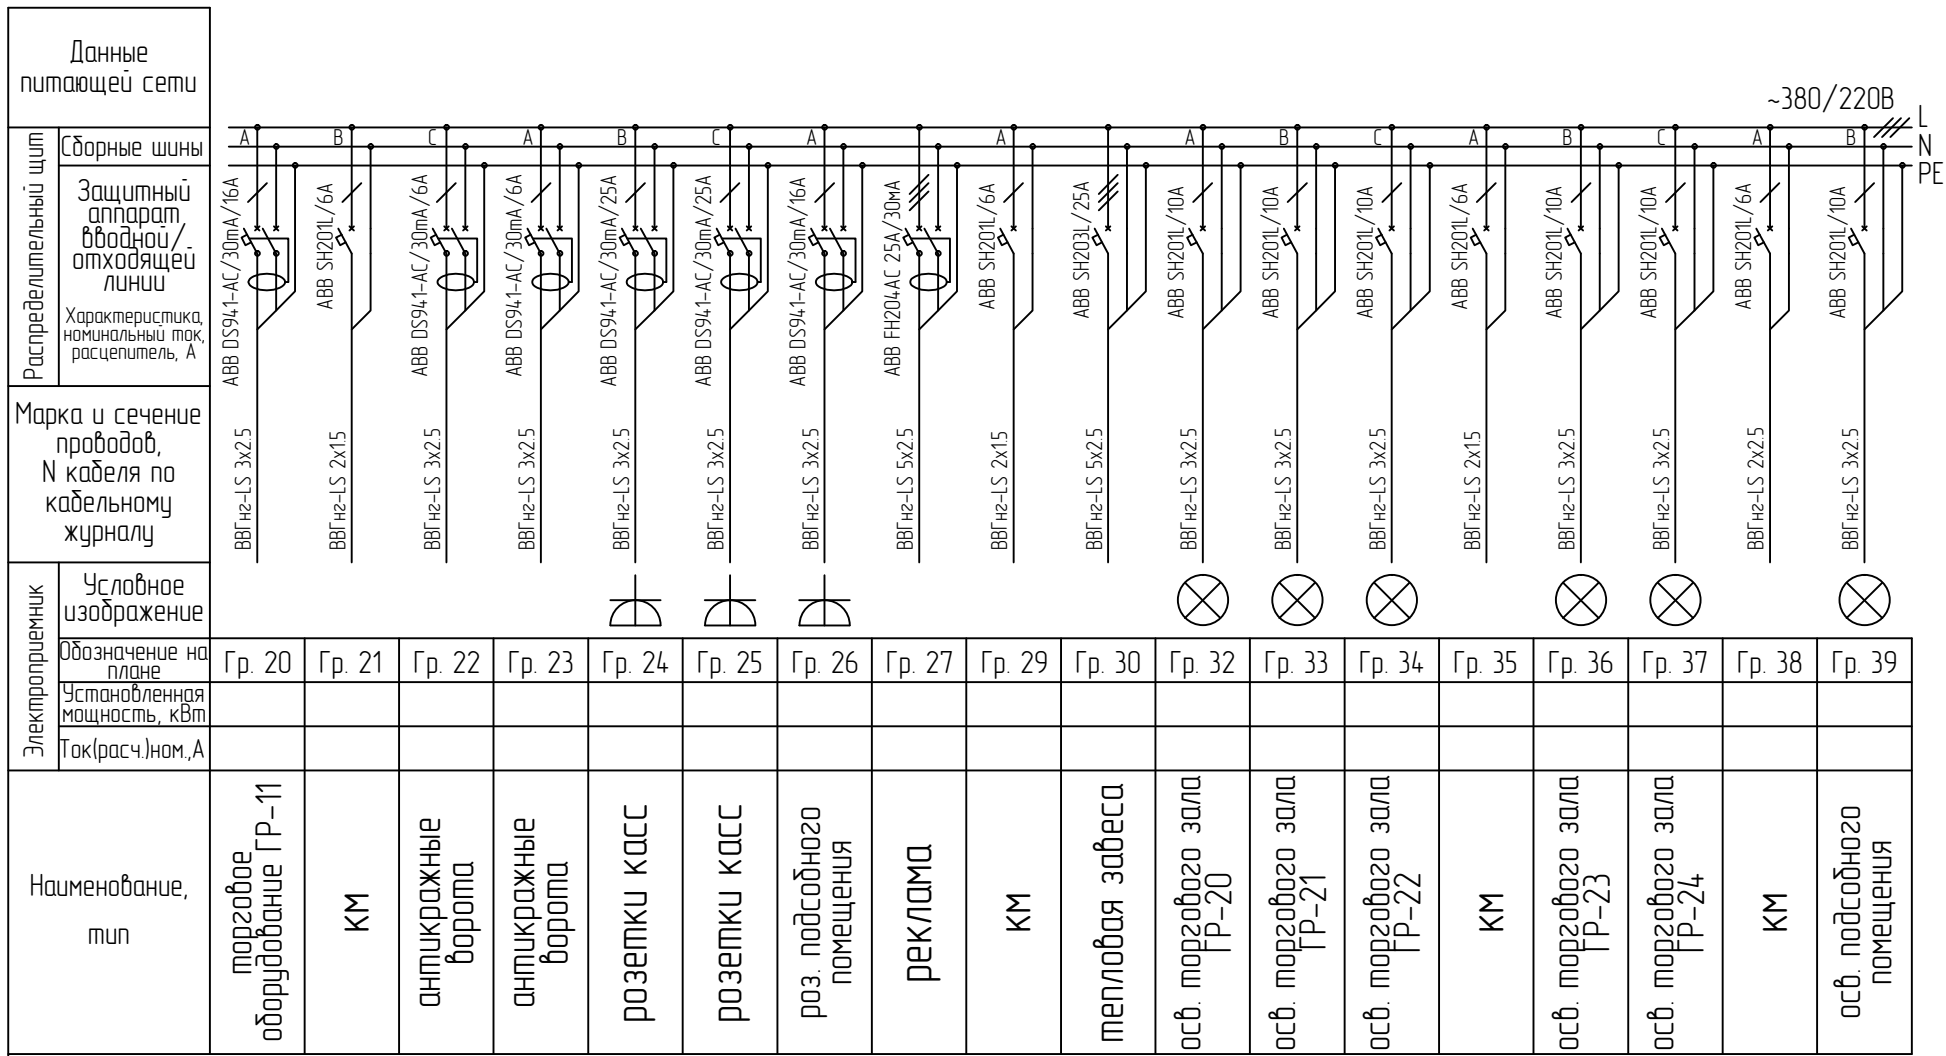 Данные
питающей сети
~380/220В
L
N
PE
Распределительный щит
Сборные шины
A
B
C
A
B
C
A
A
A
B
C
A
B
C
A
B
Защитный
аппарат
вводной/
отходящей
линии
Характеристика,
номинальный ток,
расцепитель, А
ABB DS941-AC/30mA/16A
ABB SH201L/6A
ABB DS941-AC/30mA/6A
ABB DS941-AC/30mA/6A
ABB DS941-AC/30mA/25A
ABB DS941-AC/30mA/25A
ABB DS941-AC/30mA/16A
ABB FH204AC 25A/30мА
ABB SH201L/6A
ABB SH203L/25A
ABB SH201L/10A
ABB SH201L/10A
ABB SH201L/10A
ABB SH201L/6A
ABB SH201L/10A
ABB SH201L/10A
ABB SH201L/6A
ABB SH201L/10A
Марка и сечение
проводов,
N кабеля по
кабельному
журналу
ВВГнг-LS 3x2.5
ВВГнг-LS 2x1.5
ВВГнг-LS 3x2.5
ВВГнг-LS 3x2.5
ВВГнг-LS 3x2.5
ВВГнг-LS 3x2.5
ВВГнг-LS 3x2.5
ВВГнг-LS 5x2.5
ВВГнг-LS 2x1.5
ВВГнг-LS 5x2.5
ВВГнг-LS 3x2.5
ВВГнг-LS 3x2.5
ВВГнг-LS 3x2.5
ВВГнг-LS 2x1.5
ВВГнг-LS 3x2.5
ВВГнг-LS 3x2.5
ВВГнг-LS 2x2.5
ВВГнг-LS 3x2.5
Электроприемник
Условное
изображение
Обозначение на
плане
Гр. 20
Гр. 21
Гр. 22
Гр. 23
Гр. 24
Гр. 25
Гр. 26
Гр. 27
Гр. 29
Гр. 30
Гр. 32
Гр. 33
Гр. 34
Гр. 35
Гр. 36
Гр. 37
Гр. 38
Гр. 39
Установленная
мощность, кВт
Ток(расч.)ном.,А
Наименование,
тип
торговое
оборудование ГР-11
КМ
антикражные
ворота
антикражные
ворота
розетки касс
розетки касс
роз. подсобного
помещения
реклама
КМ
тепловая завеса
осв. торгового зала
ГР-20
осв. торгового зала
ГР-21
осв. торгового зала
ГР-22
КМ
осв. торгового зала
ГР-23
осв. торгового зала
ГР-24
КМ
осв. подсобного
помещения